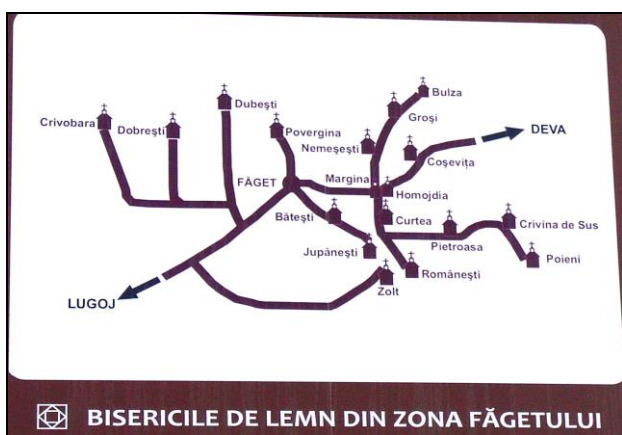 Bulza
Dubești
Groși
Crivobara
Dobrești
Povergina
DEVA
Nemeșești
Coșevița
FĂGET
Margina
Homojdia
Bătești
Curtea
Crivina de Sus
Jupânești
Pietroasa
Poieni
Românești
Zolt
LUGOJ
BISERICILE DE LEMN DIN ZONA FĂGETULUI